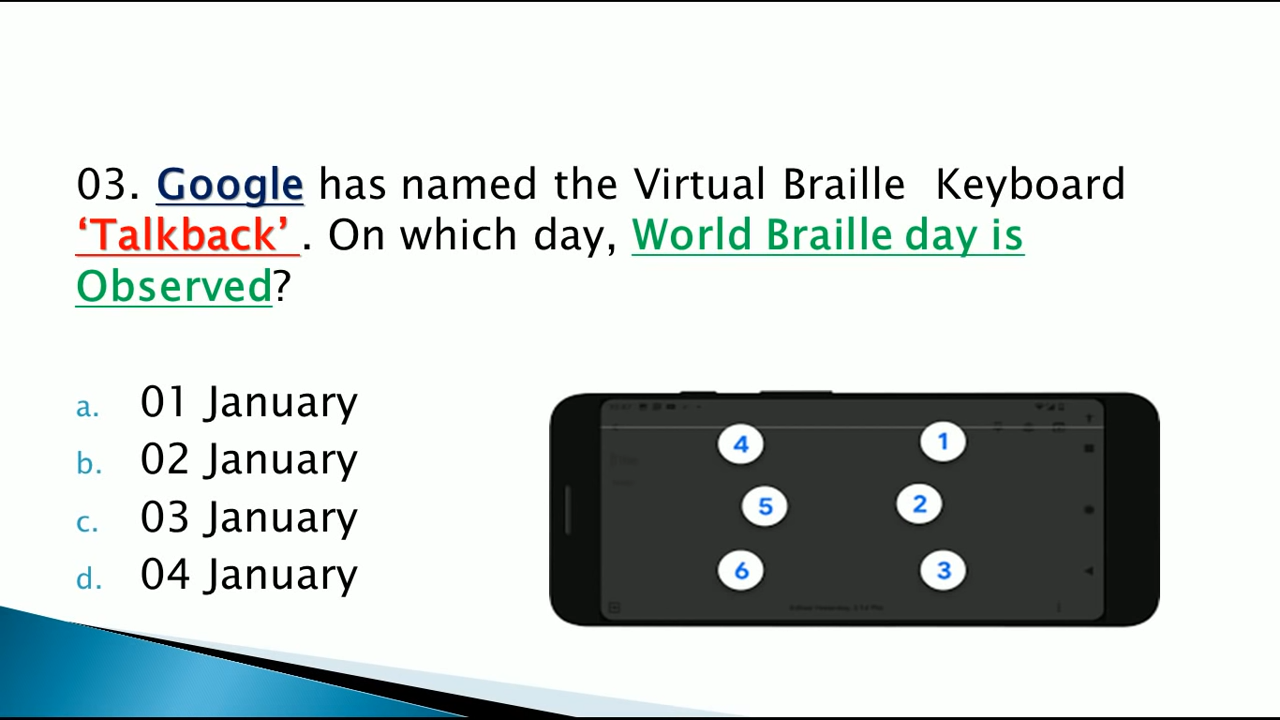 03. Google has named the Virtual Braille Keyboard
‘Talkback’ . On which day, World Braille day is
Observed?
a. 01 January
b. 02 January
c. 03 January
d. 04 January
4 1
5 2
6 3